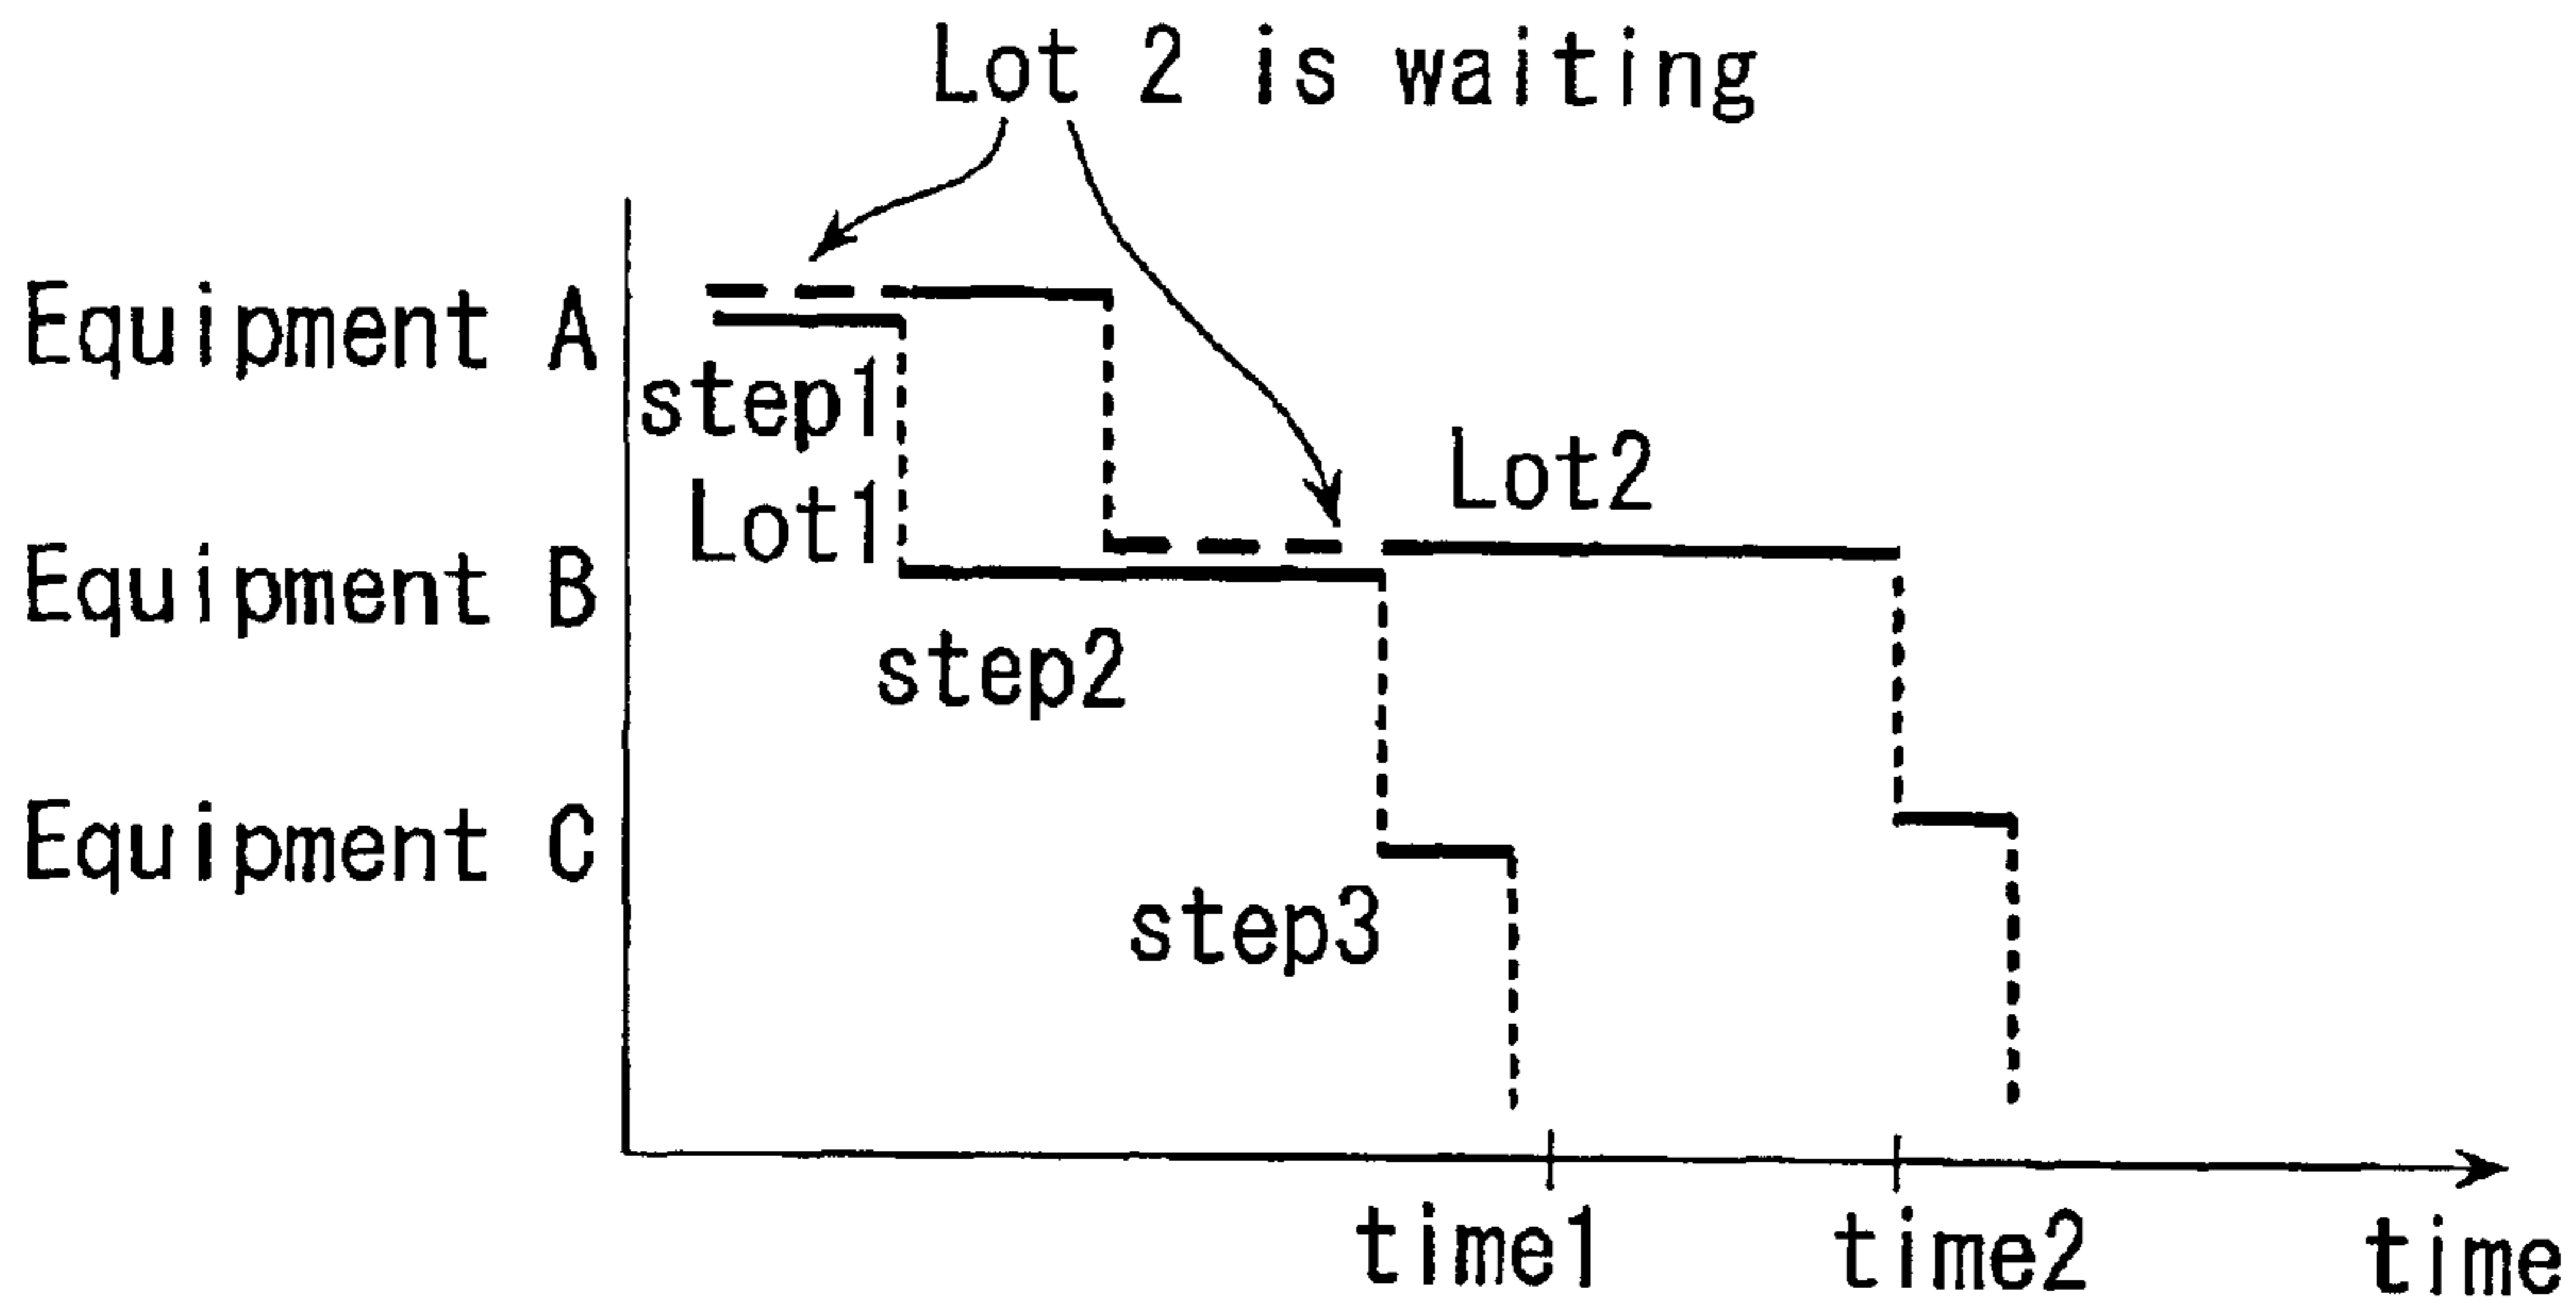 Lot 2 is waiting
Equipment A
step1
Lot1
Lot2
Equipment B
step2
Equipment C
step3
time1
time2
time